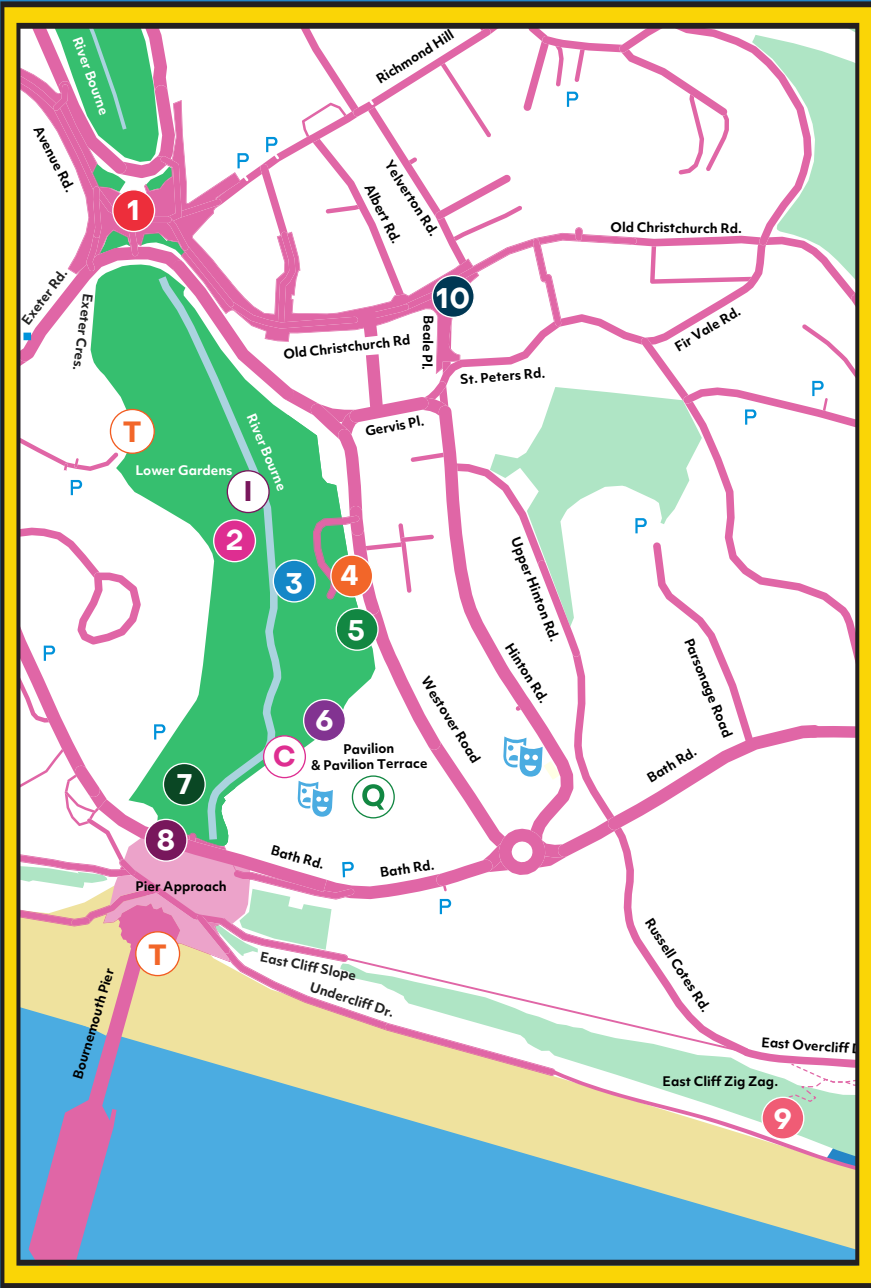 River Bourne
Richmond Hill
P
Avenue Rd.
P
P
Yelverton Rd.
Albert Rd.
1
Old Christchurch Rd.
Exeter Rd.
Exeter Cres.
10
Old Christchurch Rd
Beale Pl.
Fir Vale Rd.
St. Peters Rd.
P
P
T
Gervis Pl.
River Bourne
Lower Gardens
I
P
P
2
3
4
Upper Hinton Rd.
5
P
Hinton Rd.
Parsonage Road
Westover Road
6
P
C
Pavilion
& Pavilion Terrace
Q
Bath Rd.
7
8
Bath Rd.
P
Bath Rd.
P
Pier Approach
T
East Cliff Slope
Undercliff Dr.
Russell Cotes Rd.
Bournemouth Pier
East Overcliff D
East Cliff Zig Zag.
9